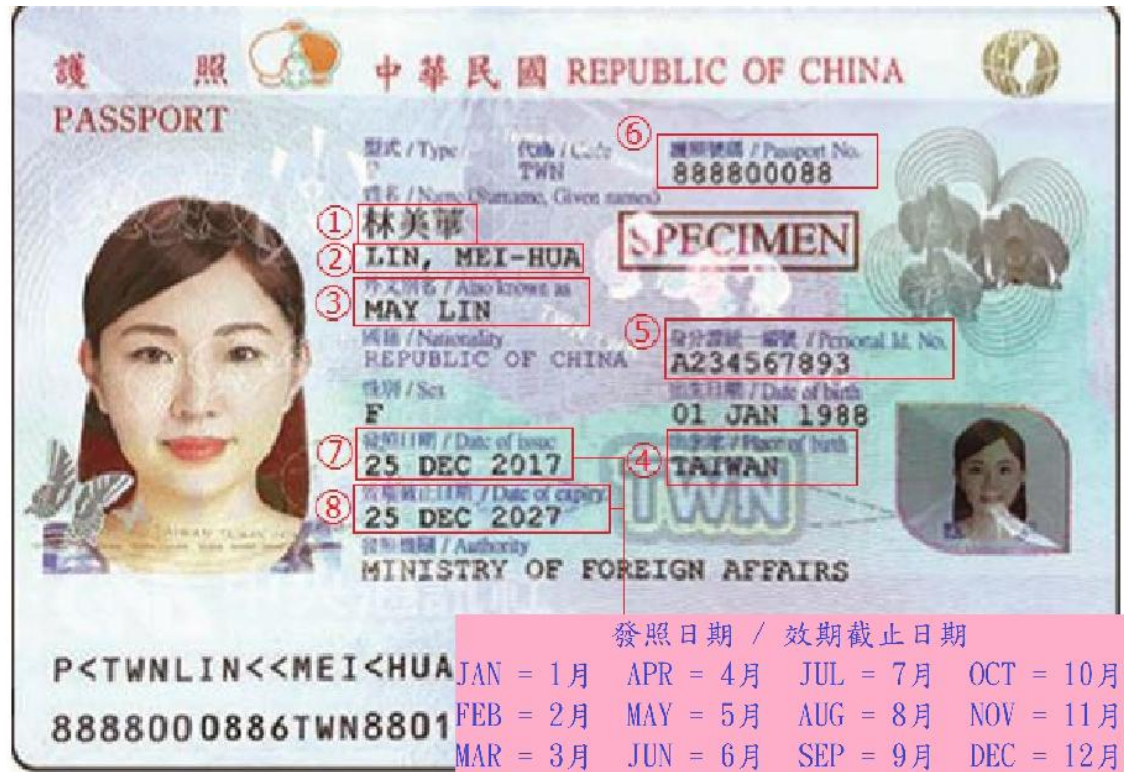 護 照 中華民國 REPUBLIC OF CHINA
PASSPORT
型式 / Type 代碼 / Code ⑥ 護照號碼 / Passport No.
P TWN 888800088
姓名 / Name (Surname, Given names)
① 林美華
② LIN, MEI-HUA SPECIMEN
外文別名 / Also known as
③ MAY LIN
國籍 / Nationality ⑤ 身分證統一編號 / Personal Id. No.
REPUBLIC OF CHINA A234567893
性別 / Sex 出生日期 / Date of birth
F 01 JAN 1988
⑦ 發照日期 / Date of issue ④ 出生地 / Place of birth
25 DEC 2017 TAIWAN
⑧ 效期截止日期 / Date of expiry TWN
25 DEC 2027
發照機關 / Authority
MINISTRY OF FOREIGN AFFAIRS
發照日期 / 效期截止日期
P<TWNLIN<<MEI<HUA JAN = 1月 APR = 4月 JUL = 7月 OCT = 10月
8888000886TWN8801 FEB = 2月 MAY = 5月 AUG = 8月 NOV = 11月
MAR = 3月 JUN = 6月 SEP = 9月 DEC = 12月